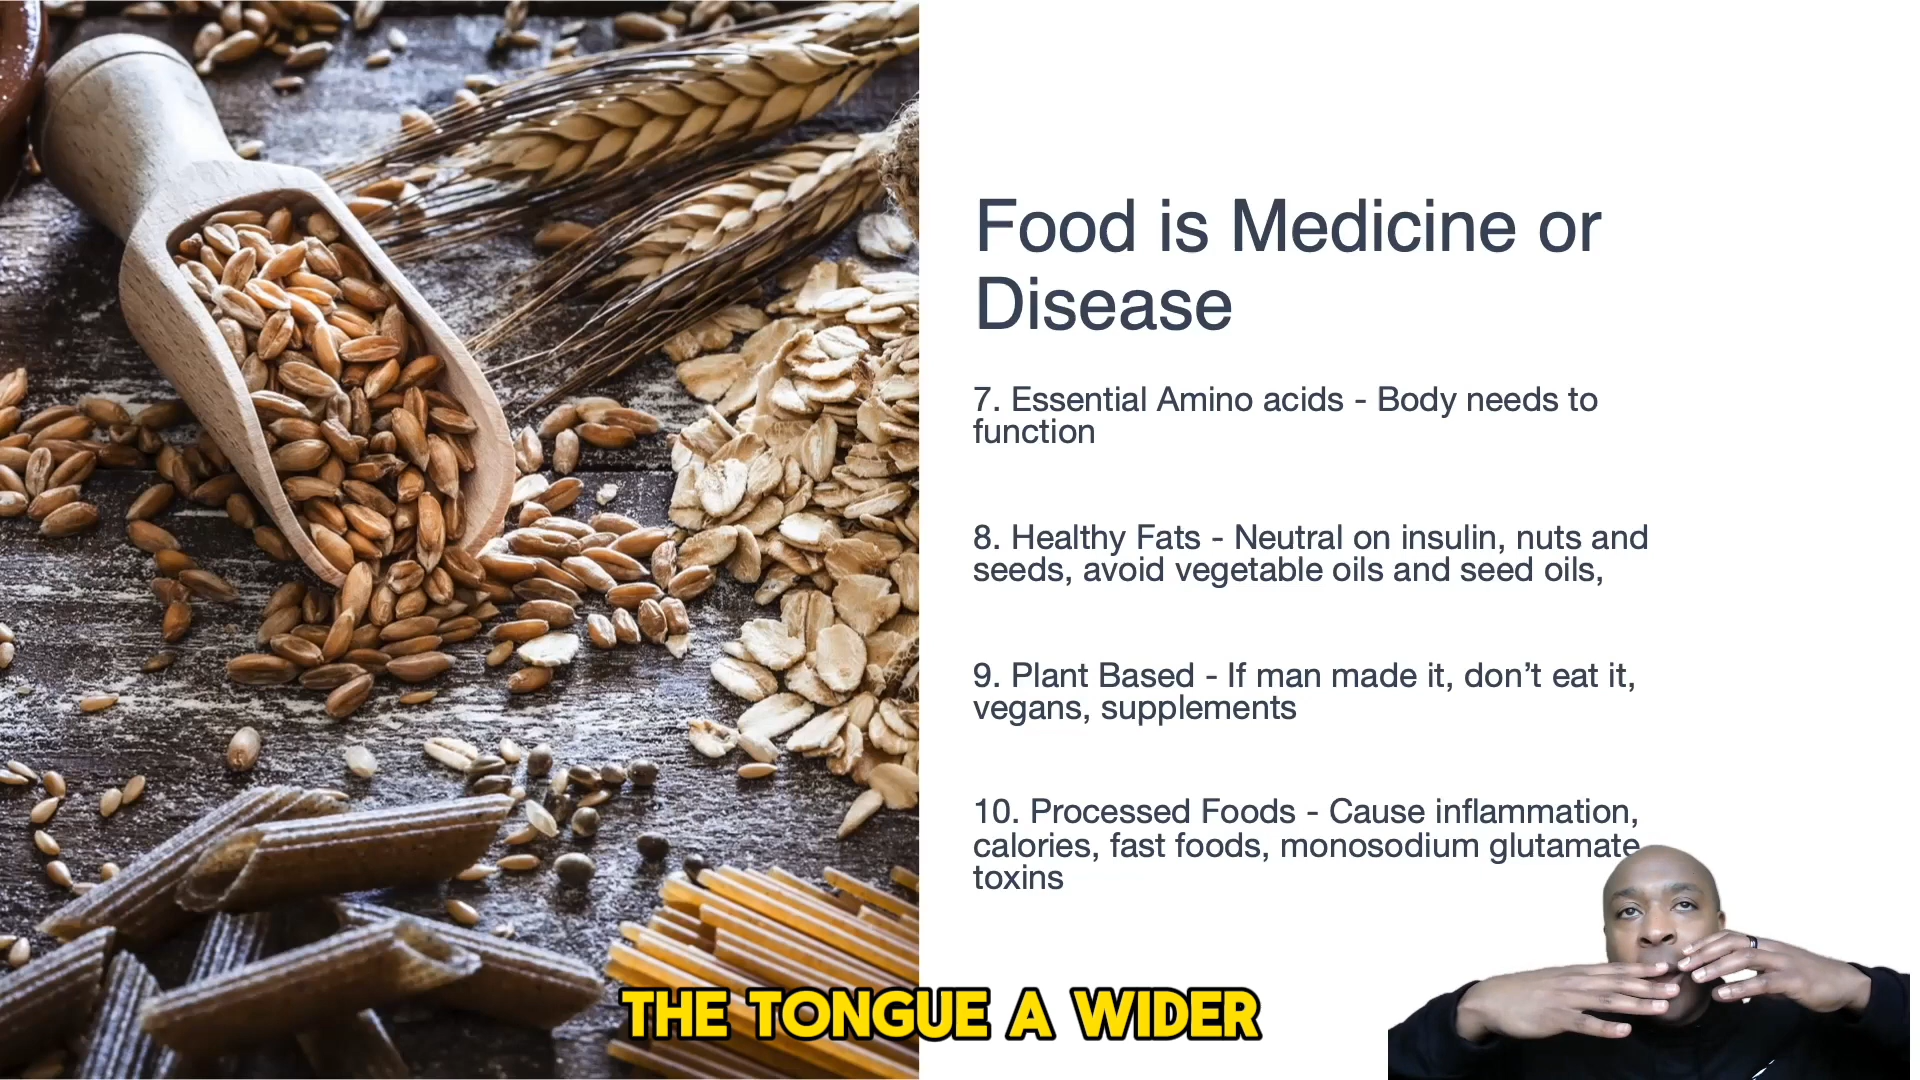 Food is Medicine or
Disease
7. Essential Amino acids - Body needs to
function
8. Healthy Fats - Neutral on insulin, nuts and
seeds, avoid vegetable oils and seed oils,
9. Plant Based - If man made it, don’t eat it,
vegans, supplements
10. Processed Foods - Cause inflammation,
calories, fast foods, monosodium glutamate
toxins
THE TONGUE A WIDER